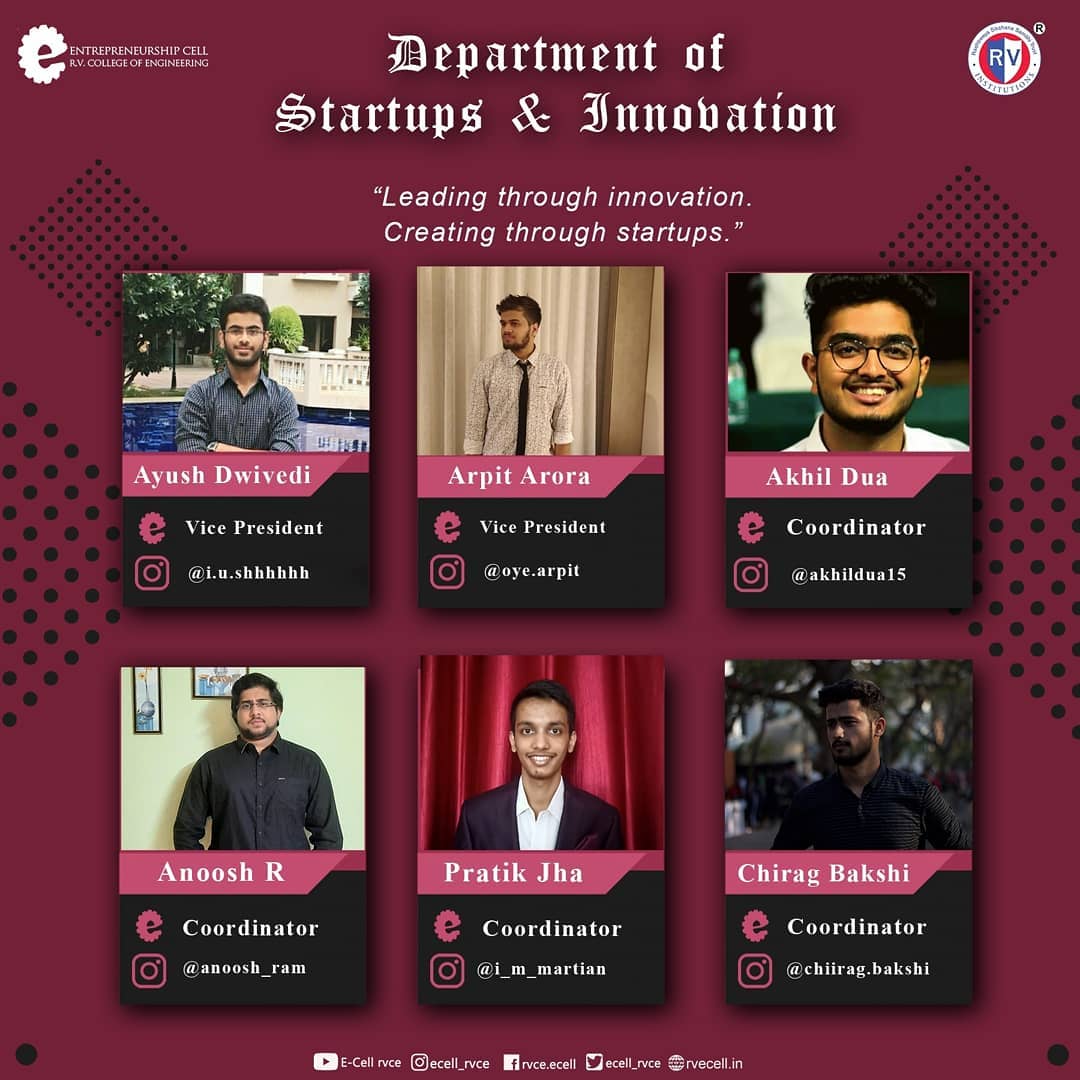 ENTREPRENEURSHIP CELL
R.V. COLLEGE OF ENGINEERING
Department of
Startups & Innovation
RV
INSTITUTIONS
®
“Leading through innovation.
Creating through startups.”
Ayush Dwivedi
Vice President
@i.u.shhhhhh
Arpit Arora
Vice President
@oye.arpit
Akhil Dua
Coordinator
@akhildua15
Anoosh R
Coordinator
@anoosh_ram
Pratik Jha
Coordinator
@i_m_martian
Chirag Bakshi
Coordinator
@chiirag.bakshi
E-Cell rvce ecell_rvce rvce.ecell ecell_rvce rvecell.in